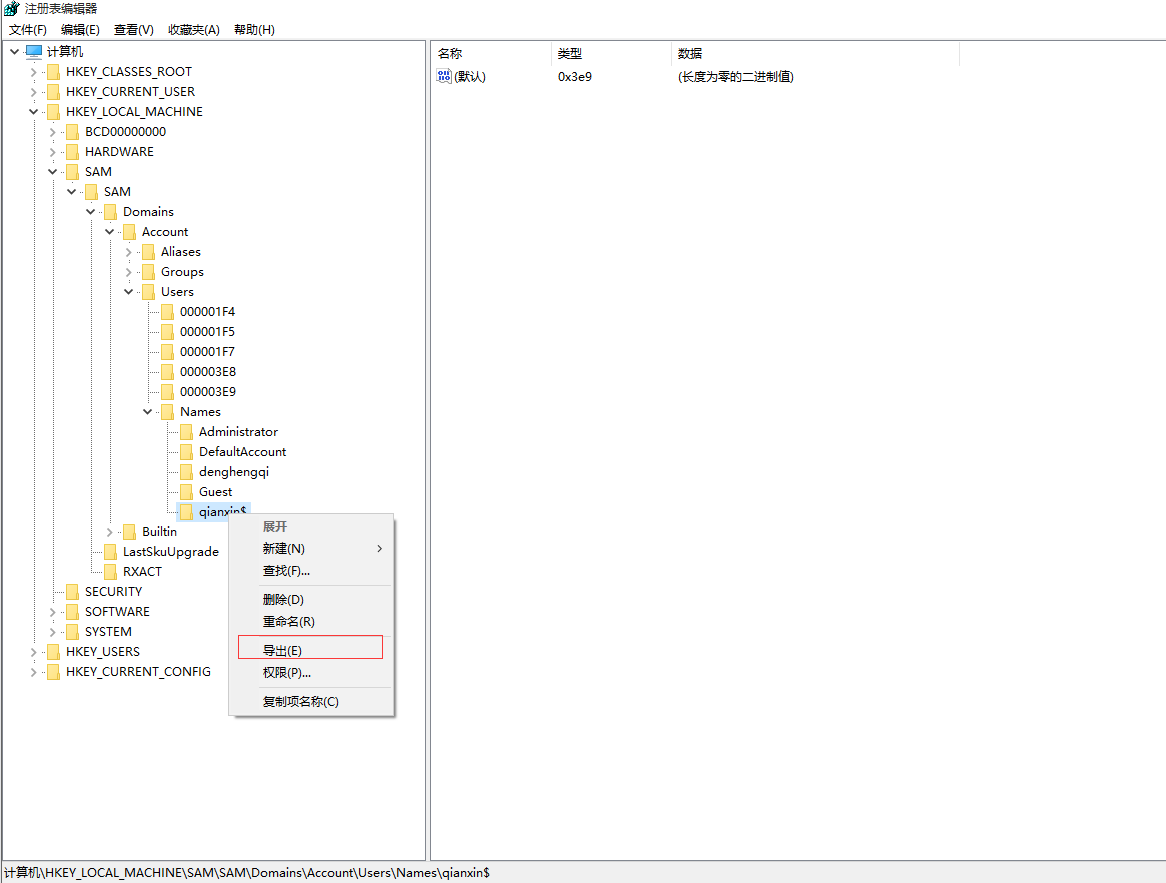 注册表编辑器
文件(F) 编辑(E) 查看(V) 收藏夹(A) 帮助(H)
计算机
HKEY_CLASSES_ROOT
HKEY_CURRENT_USER
HKEY_LOCAL_MACHINE
BCD00000000
HARDWARE
SAM
SAM
Domains
Account
Aliases
Groups
Users
000001F4
000001F5
000001F7
000003E8
000003E9
Names
Administrator
DefaultAccount
denghengqi
Guest
qianxin$
Builtin
LastSkuUpgrade
RXACT
SECURITY
SOFTWARE
SYSTEM
HKEY_USERS
HKEY_CURRENT_CONFIG
展开
新建(N)
查找(F)...
删除(D)
重命名(R)
导出(E)
权限(P)...
复制项名称(C)
名称 类型 数据
(默认) 0x3e9 (长度为零的二进制值)
计算机\HKEY_LOCAL_MACHINE\SAM\SAM\Domains\Account\Users\Names\qianxin$